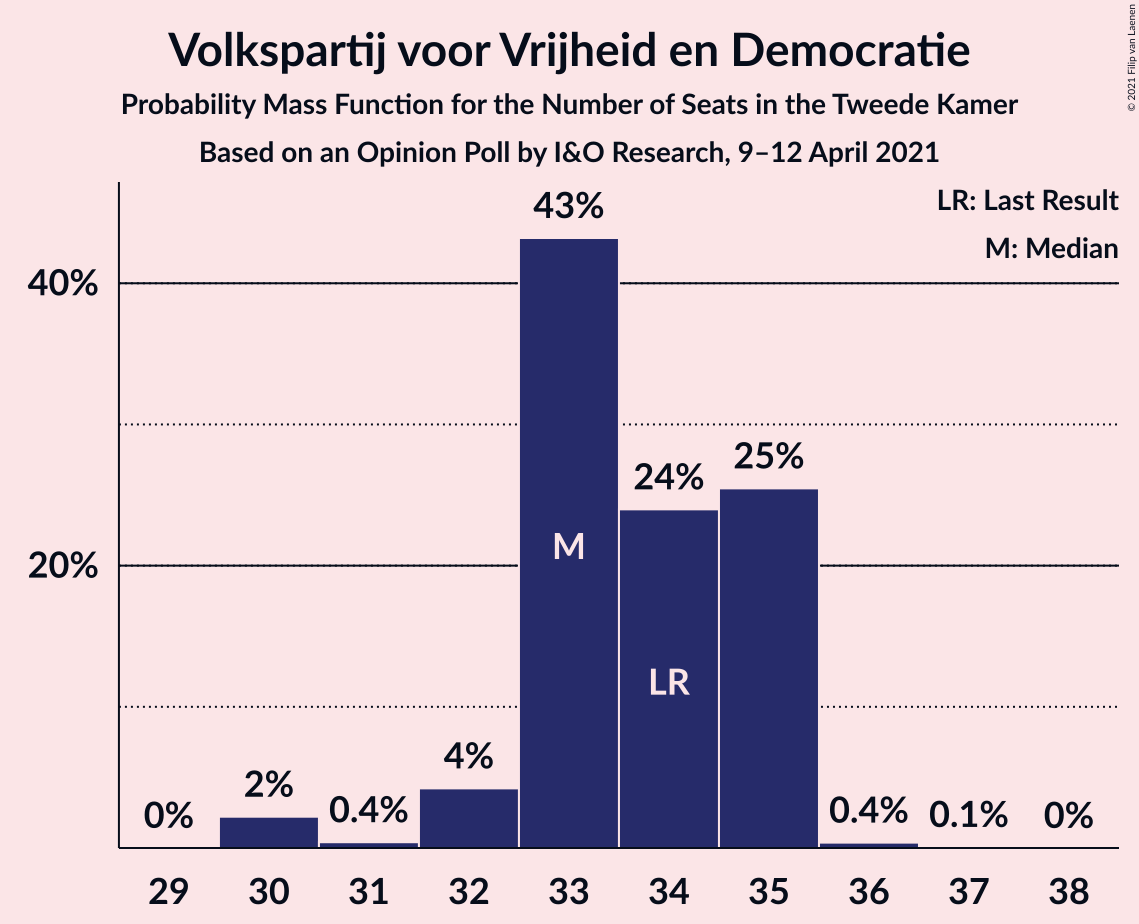 Volkspartij voor Vrijheid en Democratie
Probability Mass Function for the Number of Seats in the Tweede Kamer
Based on an Opinion Poll by I&O Research, 9–12 April 2021
© 2021 Filip van Laenen
LR: Last Result
M: Median
43%
40%
25%
24%
M
20%
LR
4%
2%
0%
0.4%
0.4%
0.1%
0%
29 30 31 32 33 34 35 36 37 38